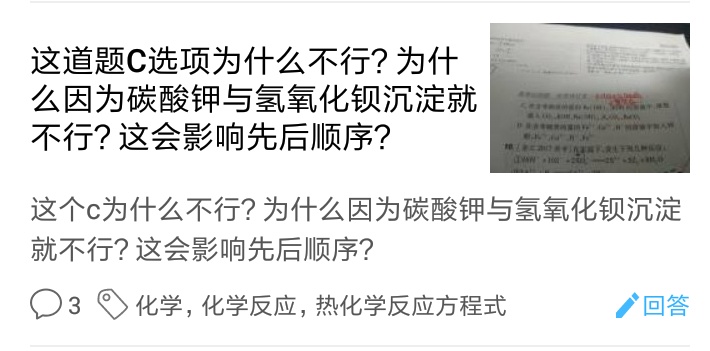 这道题C选项为什么不行？为什
么因为碳酸钾与氢氧化钡沉淀就
不行？这会影响先后顺序？
这个c为什么不行？为什么因为碳酸钾与氢氧化钡沉淀
就不行？这会影响先后顺序？
3 化学，化学反应，热化学反应方程式
回答